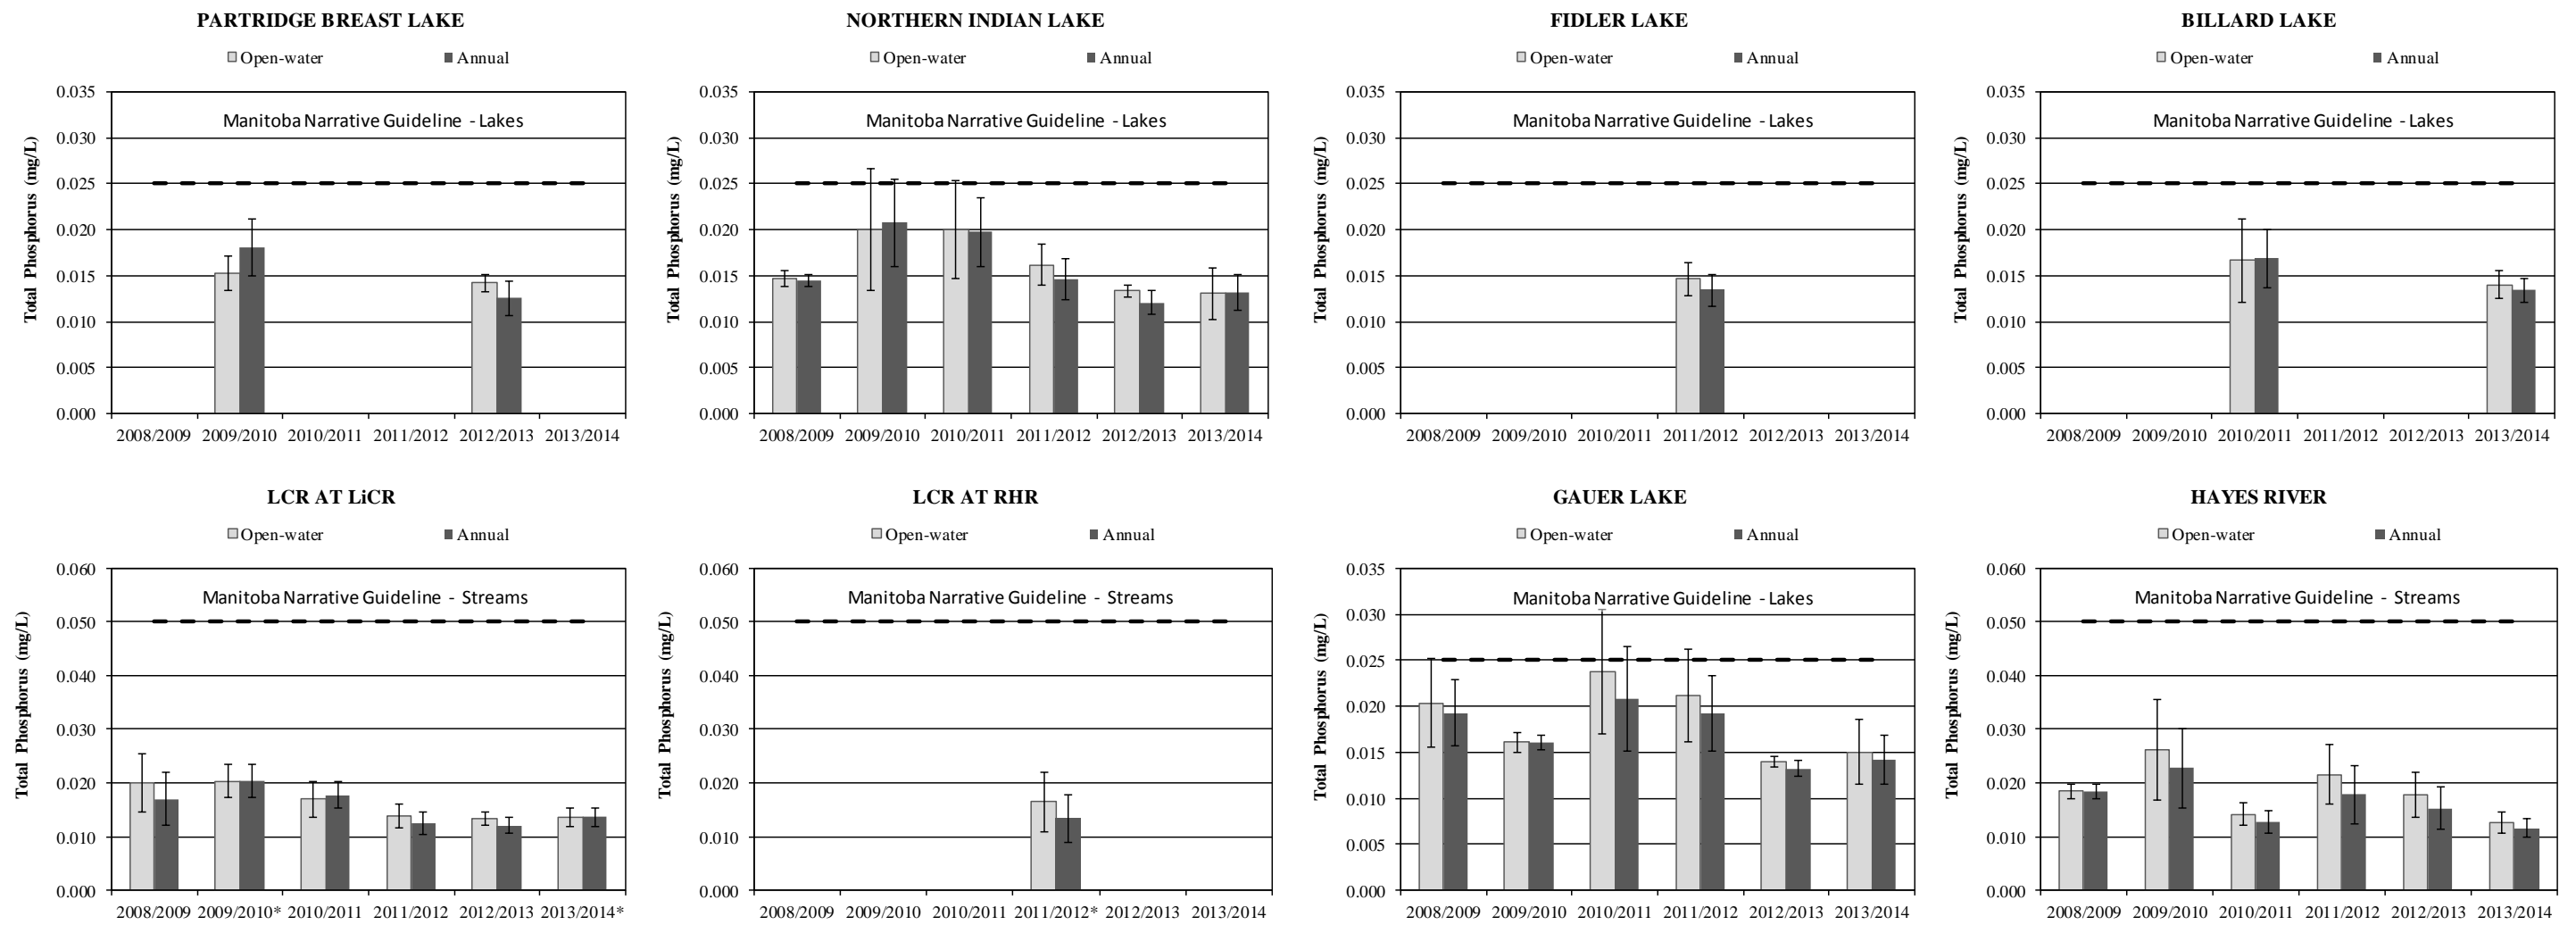 PARTRIDGE BREAST LAKE
Open-water Annual
Total Phosphorus (mg/L)
0.035
0.030
0.025
0.020
0.015
0.010
0.005
0.000
Manitoba Narrative Guideline - Lakes
2008/2009 2009/2010 2010/2011 2011/2012 2012/2013 2013/2014
NORTHERN INDIAN LAKE
Open-water Annual
Total Phosphorus (mg/L)
0.035
0.030
0.025
0.020
0.015
0.010
0.005
0.000
Manitoba Narrative Guideline - Lakes
2008/2009 2009/2010 2010/2011 2011/2012 2012/2013 2013/2014
FIDLER LAKE
Open-water Annual
Total Phosphorus (mg/L)
0.035
0.030
0.025
0.020
0.015
0.010
0.005
0.000
Manitoba Narrative Guideline - Lakes
2008/2009 2009/2010 2010/2011 2011/2012 2012/2013 2013/2014
BILLARD LAKE
Open-water Annual
Total Phosphorus (mg/L)
0.035
0.030
0.025
0.020
0.015
0.010
0.005
0.000
Manitoba Narrative Guideline - Lakes
2008/2009 2009/2010 2010/2011 2011/2012 2012/2013 2013/2014
LCR AT LiCR
Open-water Annual
Total Phosphorus (mg/L)
0.060
0.050
0.040
0.030
0.020
0.010
0.000
Manitoba Narrative Guideline - Streams
2008/2009 2009/2010* 2010/2011 2011/2012 2012/2013 2013/2014*
LCR AT RHR
Open-water Annual
Total Phosphorus (mg/L)
0.060
0.050
0.040
0.030
0.020
0.010
0.000
Manitoba Narrative Guideline - Streams
2008/2009 2009/2010 2010/2011 2011/2012* 2012/2013 2013/2014
GAUER LAKE
Open-water Annual
Total Phosphorus (mg/L)
0.035
0.030
0.025
0.020
0.015
0.010
0.005
0.000
Manitoba Narrative Guideline - Lakes
2008/2009 2009/2010 2010/2011 2011/2012 2012/2013 2013/2014
HAYES RIVER
Open-water Annual
Total Phosphorus (mg/L)
0.060
0.050
0.040
0.030
0.020
0.010
0.000
Manitoba Narrative Guideline - Streams
2008/2009 2009/2010 2010/2011 2011/2012 2012/2013 2013/2014